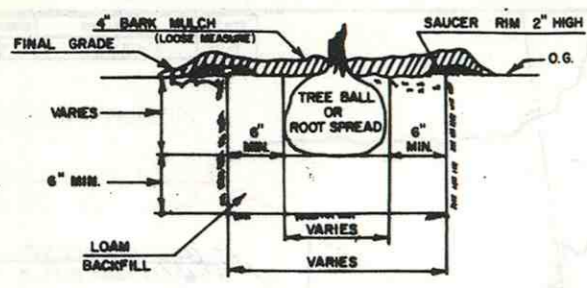 4" BARK MULCH
(LOOSE MEASURE)
SAUCER RIM 2" HIGH
FINAL GRADE
O.G.
TREE BALL
OR
ROOT SPREAD
VARIES
6"
MIN.
6"
MIN.
6" MIN.
VARIES
LOAM
BACKFILL
VARIES